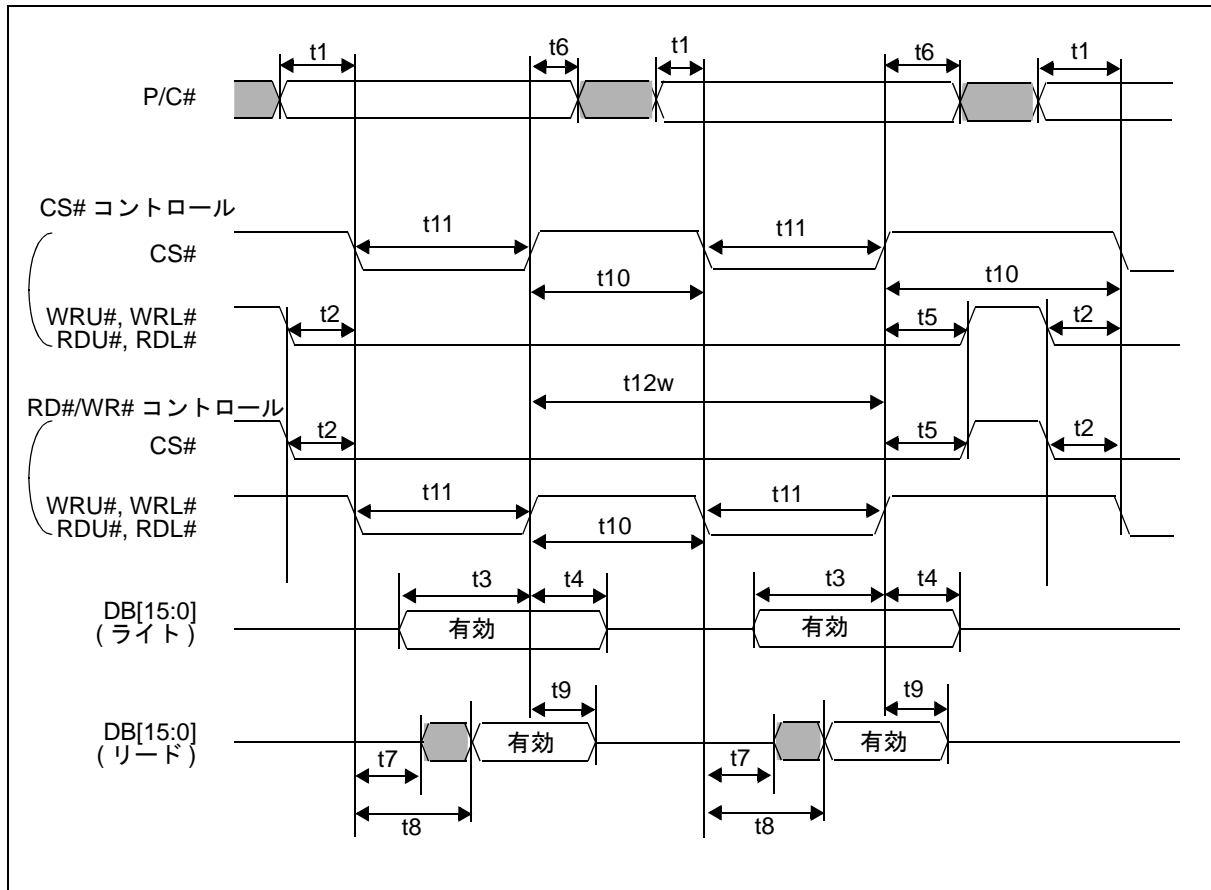 t1 t6 t1 t6 t1
P/C#
CS# コントロール
t11 t11
CS#
t10 t10
WRU#, WRL#
RDU#, RDL#
t2 t5 t2
t12w
RD#/WR# コントロール
t2 t5 t2
CS#
t11 t11
WRU#, WRL#
RDU#, RDL#
t10
t3 t4 t3 t4
DB[15:0]
( ライト )
有効 有効
t9 t9
DB[15:0]
( リード )
有効 有効
t7 t7
t8 t8